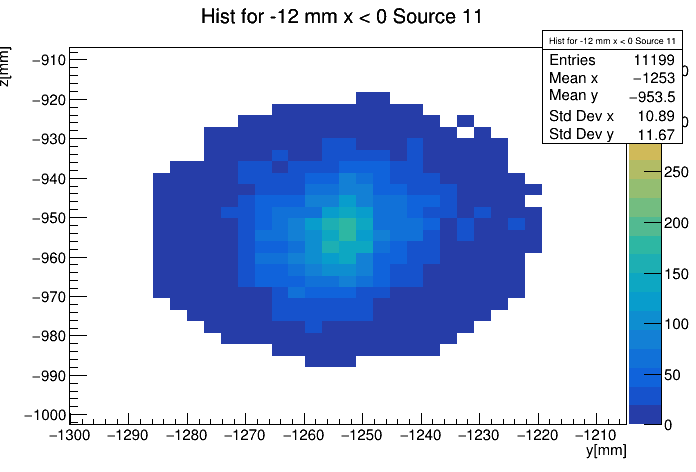 Hist for -12 mm x < 0 Source 11
z[mm]
Hist for -12 mm x < 0 Source 11
Entries 11199
Mean x −1253
Mean y −953.5
Std Dev x 10.89
Std Dev y 11.67
−910
−920
−930
−940
−950
−960
−970
−980
−990
−1000
250
200
150
100
50
0
−1300 −1290 −1280 −1270 −1260 −1250 −1240 −1230 −1220 −1210
y[mm]